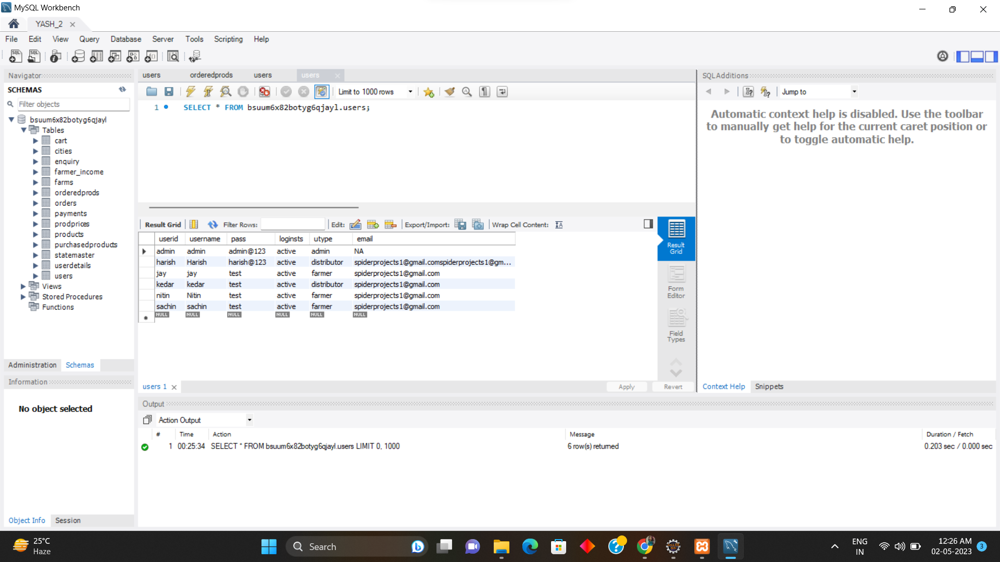 MySQL Workbench
YASH_2
File Edit View Query Database Server Tools Scripting Help
Navigator
SCHEMAS
Filter objects
bsuum6x82botyg6qjayl
Tables
cart
cities
enquiry
farmer_income
farms
orderedprods
orders
payments
prodprices
products
purchasedproducts
statemaster
userdetails
users
Views
Stored Procedures
Functions
Administration Schemas
Information
No object selected
Object Info Session
users orderedprods users users
Limit to 1000 rows
1 SELECT * FROM bsuum6x82botyg6qjayl.users;
Result Grid Filter Rows: Edit: Export/Import: Wrap Cell Content:
userid username pass loginsts utype email
admin admin admin@123 active admin NA
harish Harish harish@123 active distributor spiderprojects1@gmail.comspiderprojects1@gm...
jay jay test active farmer spiderprojects1@gmail.com
kedar kedar test active distributor spiderprojects1@gmail.com
nitin Nitin test active farmer spiderprojects1@gmail.com
sachin sachin test active farmer spiderprojects1@gmail.com
NULL NULL NULL NULL NULL NULL
Result
Grid
Form
Editor
Field
Types
users 1
Apply Revert
SQLAdditions
Jump to
Automatic context help is disabled. Use the toolbar
to manually get help for the current caret position or
to toggle automatic help.
Context Help Snippets
Output
Action Output
# Time Action Message Duration / Fetch
1 00:25:34 SELECT * FROM bsuum6x82botyg6qjayl.users LIMIT 0, 1000 6 row(s) returned 0.203 sec / 0.000 sec
25°C
Haze
Search
ENG
IN
12:26 AM
02-05-2023
3